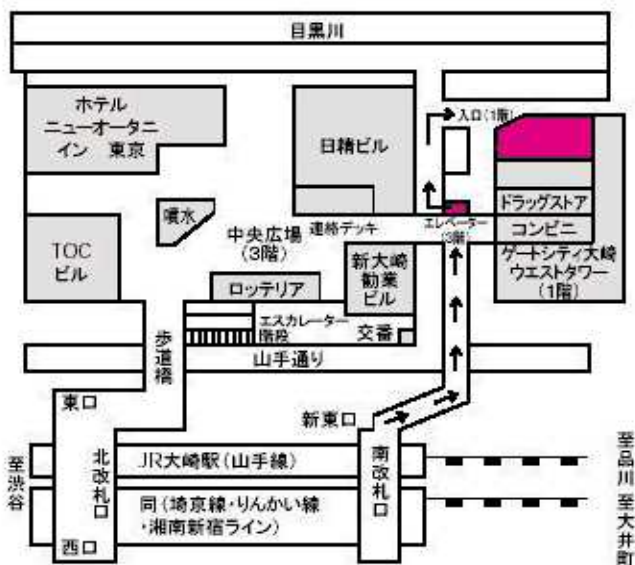 目黒川
ホテル
ニューオータニ
イン 東京
日精ビル
入口(1階)
噴水
ドラッグストア
中央広場
(3階)
連絡デッキ
エレベーター
(3階)
コンビニ
TOC
ビル
新大崎
勧業
ビル
ゲートシティ大崎
ウエストタワー
(1階)
ロッテリア
エスカレーター
階段
交番
歩道橋
山手通り
東口
新東口
至渋谷
北改札口
JR大崎駅(山手線)
南改札口
至品川
同(埼京線・りんかい線
・湘南新宿ライン)
西口
至大井町